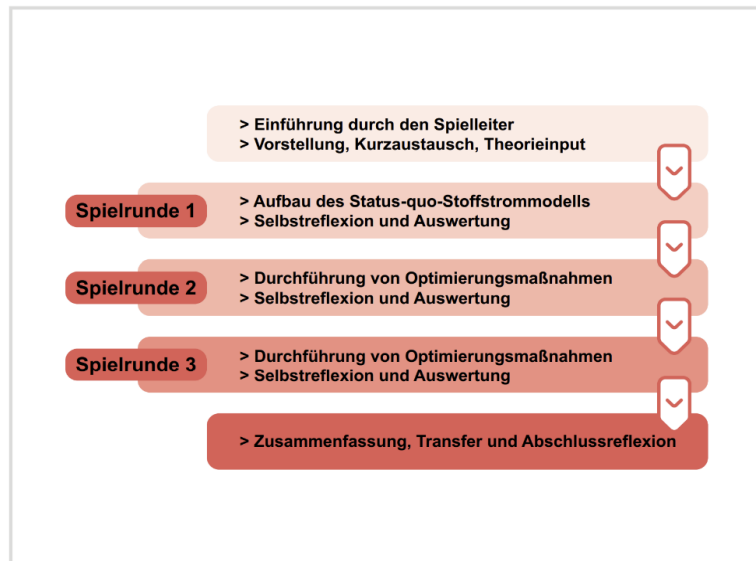 > Einführung durch den Spielleiter
> Vorstellung, Kurzaustausch, Theorieinput
Spielrunde 1
> Aufbau des Status-quo-Stoffstrommodells
> Selbstreflexion und Auswertung
Spielrunde 2
> Durchführung von Optimierungsmaßnahmen
> Selbstreflexion und Auswertung
Spielrunde 3
> Durchführung von Optimierungsmaßnahmen
> Selbstreflexion und Auswertung
> Zusammenfassung, Transfer und Abschlussreflexion